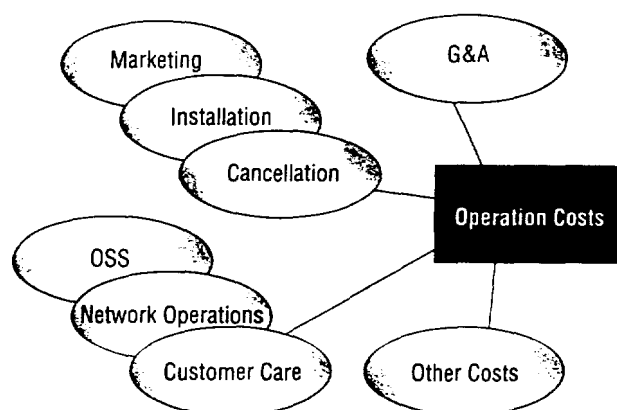 Marketing
G&A
Installation
Cancellation
Operation Costs
OSS
Network Operations
Customer Care
Other Costs